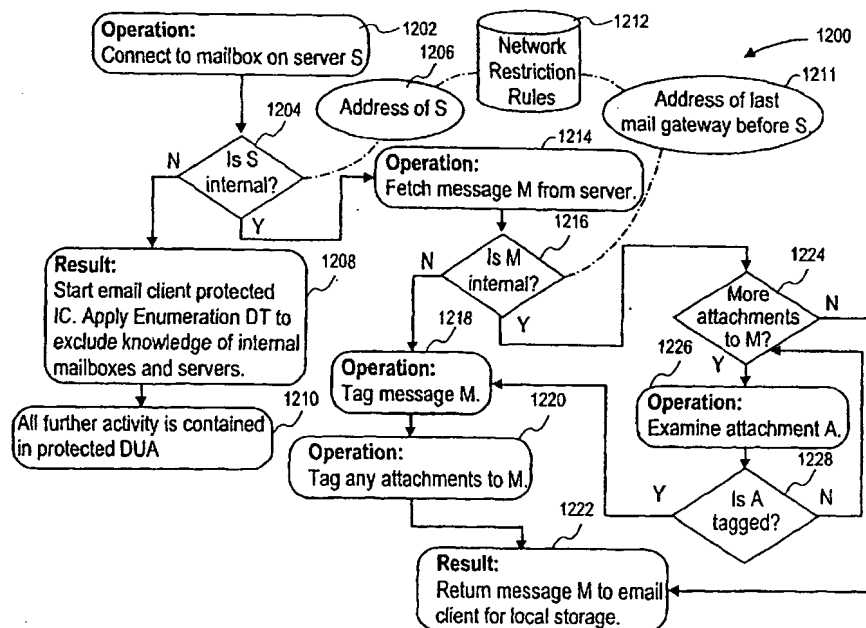 1202
Operation:
Connect to mailbox on server S
1206
Address of S
1212
Network
Restriction
Rules
1200
1211
Address of last
mail gateway before S.
1204
Is S
internal?
N
Y
1214
Operation:
Fetch message M from server.
1216
Is M
internal?
N
Y
1208
Result:
Start email client protected
IC. Apply Enumeration DT to
exclude knowledge of internal
mailboxes and servers.
1210
All further activity is contained
in protected DUA
1218
Operation:
Tag message M.
1220
Operation:
Tag any attachments to M.
1222
Result:
Return message M to email
client for local storage.
1224
More
attachments
to M?
N
Y
1226
Operation:
Examine attachment A.
1228
Is A
tagged?
Y
N